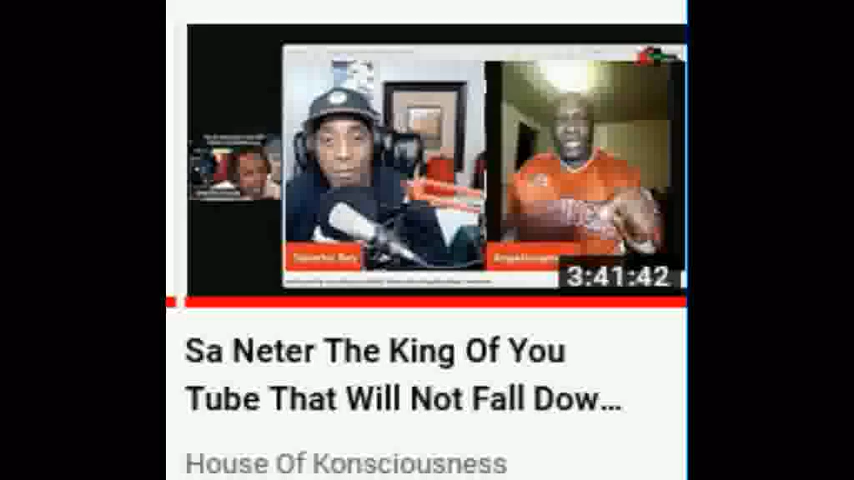 3:41:42
Sa Neter The King Of You
Tube That Will Not Fall Dow...
House Of Konsciousness